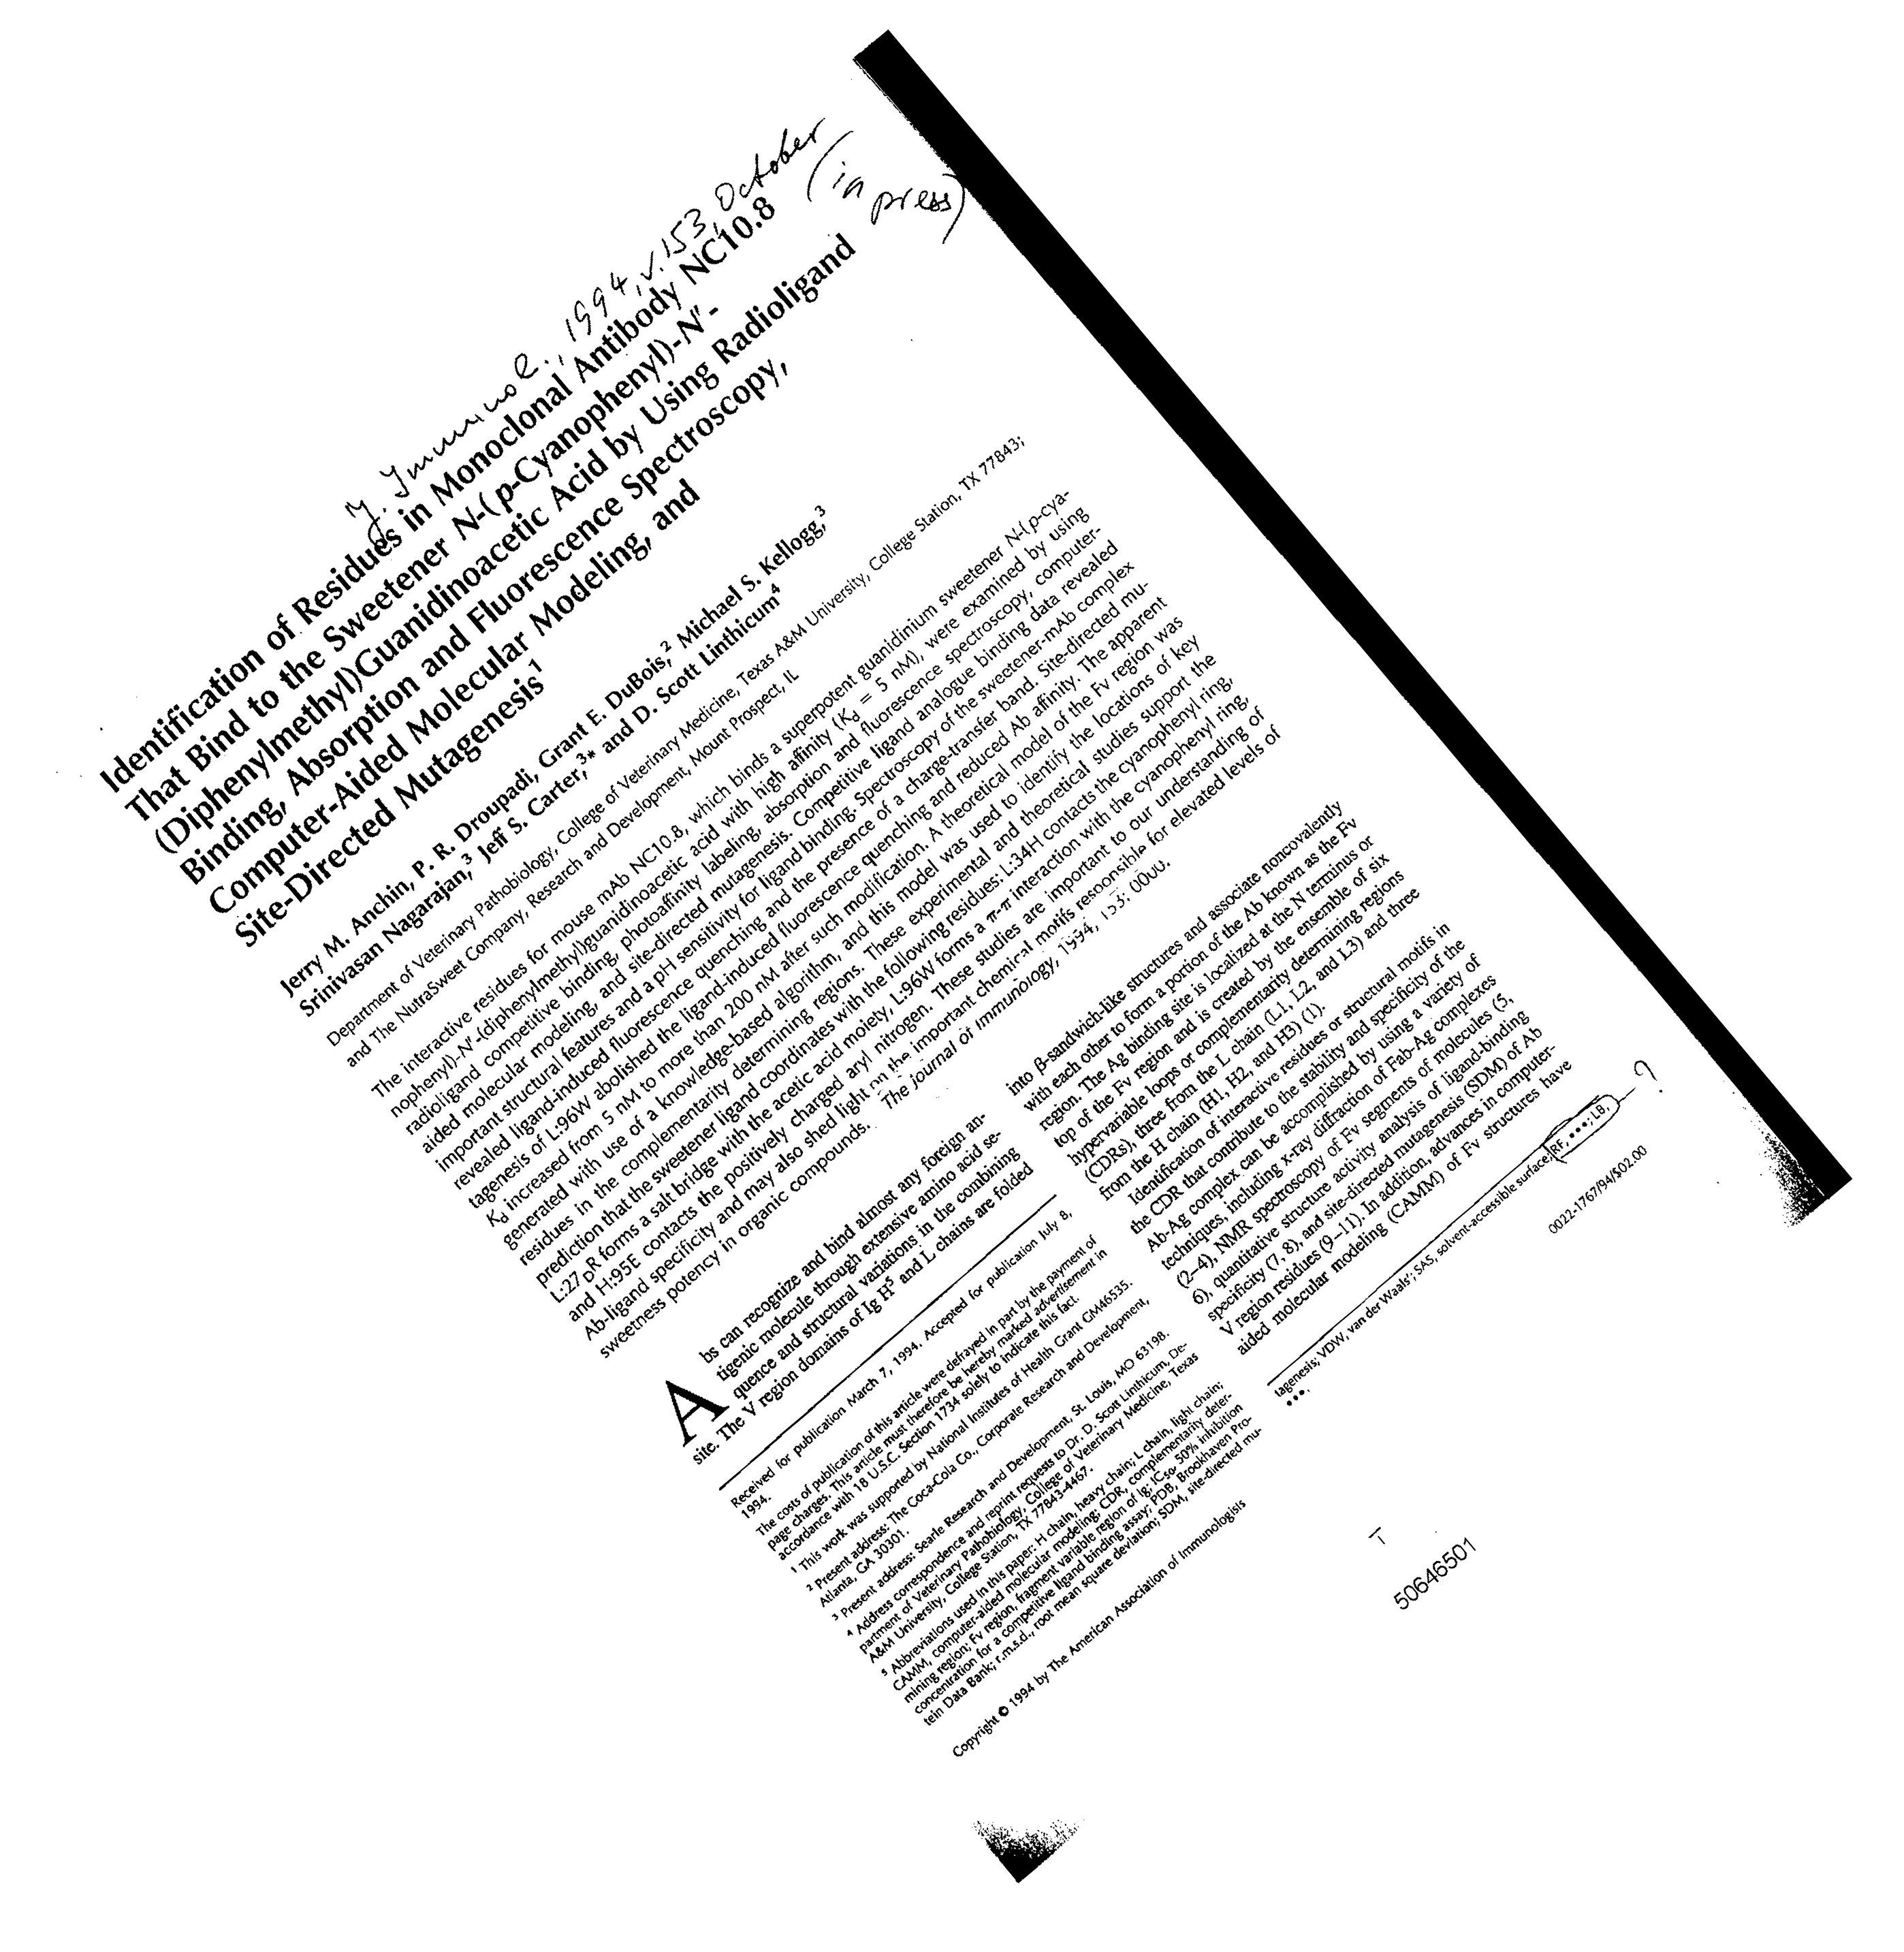 J. Immunol., 1994, v.153, October
(in press)
Identification of Residues in Monoclonal Antibody NC10.8
That Bind to the Sweetener N-(p-Cyanophenyl)-N'-
(Diphenylmethyl)Guanidinoacetic Acid by Using Radioligand
Binding, Absorption and Fluorescence Spectroscopy,
Computer-Aided Molecular Modeling, and
Site-Directed Mutagenesis¹
Jerry M. Anchin, P. R. Droupadi, Grant E. DuBois,² Michael S. Kellogg,³
Srinivasan Nagarajan,³ Jeff S. Carter,³* and D. Scott Linthicum⁴
Department of Veterinary Pathobiology, College of Veterinary Medicine, Texas A&M University, College Station, TX 77843;
and The NutraSweet Company, Research and Development, Mount Prospect, IL
The interactive residues for mouse mAb NC10.8, which binds a superpotent guanidinium sweetener N-(p-cya-
nophenyl)-N'-(diphenylmethyl)guanidinoacetic acid with high affinity (Kd = 5 nM), were examined by using
radioligand competitive binding, photoaffinity labeling, absorption and fluorescence spectroscopy, computer-
aided molecular modeling, and site-directed mutagenesis. Competitive ligand analogue binding data revealed
important structural features and a pH sensitivity for ligand binding. Spectroscopy of the sweetener-mAb complex
revealed ligand-induced fluorescence quenching and the presence of a charge-transfer band. Site-directed mu-
tagenesis of L:96W abolished the ligand-induced fluorescence quenching and reduced Ab affinity. The apparent
Kd increased from 5 nM to more than 200 nM after such modification. A theoretical model of the Fv region was
generated with use of a knowledge-based algorithm, and this model was used to identify the locations of key
residues in the complementarity determining regions. These experimental and theoretical studies support the
prediction that the sweetener ligand coordinates with the following residues: L:34H contacts the cyanophenyl ring,
L:27DR forms a salt bridge with the acetic acid moiety, L:96W forms a π-π interaction with the cyanophenyl ring,
and H:95E contacts the positively charged aryl nitrogen. These studies are important to our understanding of
Ab-ligand specificity and may also shed light on the important chemical motifs responsible for elevated levels of
sweetness potency in organic compounds. The Journal of Immunology, 1994, 153: 0000.
Abs can recognize and bind almost any foreign an-
tigenic molecule through extensive amino acid se-
quence and structural variations in the combining
site. The V region domains of Ig H⁵ and L chains are folded
Received for publication March 7, 1994. Accepted for publication July 8,
1994.
The costs of publication of this article were defrayed in part by the payment of
page charges. This article must therefore be hereby marked advertisement in
accordance with 18 U.S.C. Section 1734 solely to indicate this fact.
¹ This work was supported by National Institutes of Health Grant GM46535.
² Present address: The Coca-Cola Co., Corporate Research and Development,
Atlanta, GA 30301.
³ Present address: Searle Research and Development, St. Louis, MO 63198.
⁴ Address correspondence and reprint requests to Dr. D. Scott Linthicum, De-
partment of Veterinary Pathobiology, College of Veterinary Medicine, Texas
A&M University, College Station, TX 77843-4467.
⁵ Abbreviations used in this paper: H chain, heavy chain; L chain, light chain;
CAMM, computer-aided molecular modeling; CDR, complementarity deter-
mining region; Fv region, fragment variable region of Ig; IC50, 50% inhibition
concentration for a competitive ligand binding assay; PDB, Brookhaven Pro-
tein Data Bank; r.m.s.d., root mean square deviation; SDM, site-directed mu-
Copyright © 1994 by The American Association of Immunologists
into β-sandwich-like structures and associate noncovalently
with each other to form a portion of the Ab known as the Fv
region. The Ag binding site is localized at the N terminus or
top of the Fv region and is created by the ensemble of six
hypervariable loops or complementarity determining regions
(CDRs), three from the L chain (L1, L2, and L3) and three
from the H chain (H1, H2, and H3) (1).
Identification of interactive residues or structural motifs in
the CDR that contribute to the stability and specificity of the
Ab-Ag complex can be accomplished by using a variety of
techniques, including x-ray diffraction of Fab-Ag complexes
(2–4), NMR spectroscopy of Fv segments of molecules (5,
6), quantitative structure activity analysis of ligand-binding
specificity (7, 8), and site-directed mutagenesis (SDM) of Ab
V region residues (9–11). In addition, advances in computer-
aided molecular modeling (CAMM) of Fv structures have
tagenesis; VDW, van der Waals'; SAS, solvent-accessible surface; RF, •••; LB, ?
•••.
0022-1767/94/$02.00
50646501